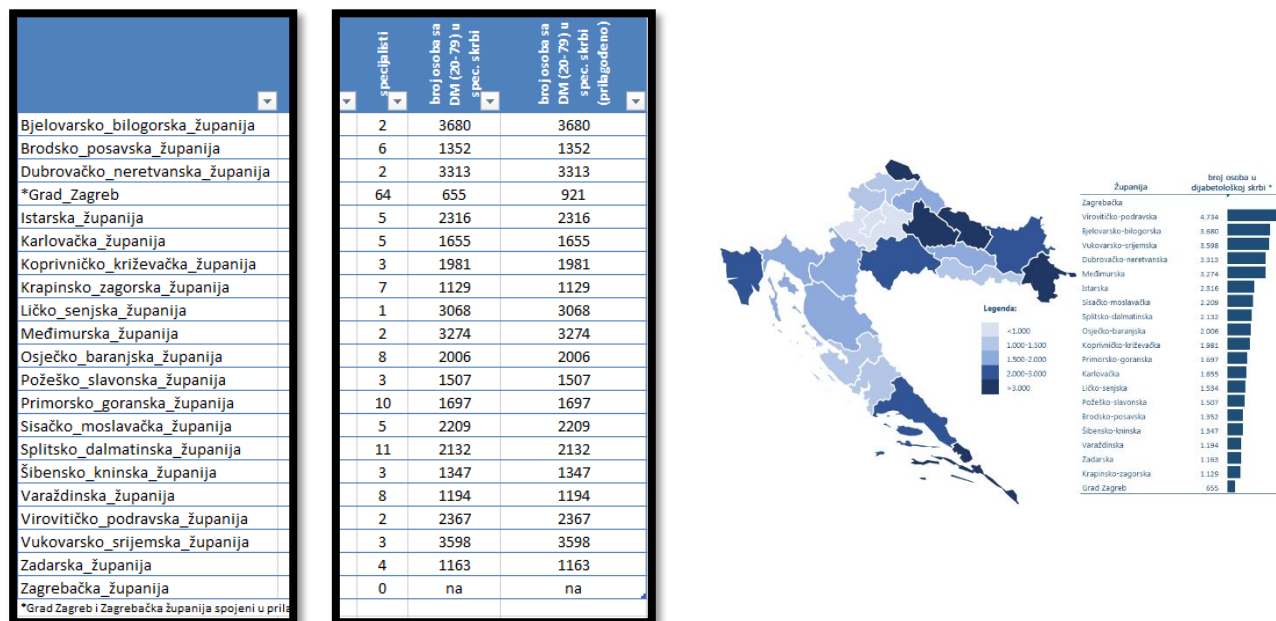 specijalisti
broj osoba sa
DM (20-79) u
spec. skrbi
broj osoba sa
DM (20-79) u
spec. skrbi
(prilagođeno)
Bjelovarsko_bilogorska_županija 2 3680 3680
Brodsko_posavska_županija 6 1352 1352
Dubrovačko_neretvanska_županija 2 3313 3313
*Grad_Zagreb 64 655 921
Istarska_županija 5 2316 2316
Karlovačka_županija 5 1655 1655
Koprivničko_križevačka_županija 3 1981 1981
Krapinsko_zagorska_županija 7 1129 1129
Ličko_senjska_županija 1 3068 3068
Međimurska_županija 2 3274 3274
Osječko_baranjska_županija 8 2006 2006
Požeško_slavonska_županija 3 1507 1507
Primorsko_goranska_županija 10 1697 1697
Sisačko_moslavačka_županija 5 2209 2209
Splitsko_dalmatinska_županija 11 2132 2132
Šibensko_kninska_županija 3 1347 1347
Varaždinska_županija 8 1194 1194
Virovitičko_podravska_županija 2 2367 2367
Vukovarsko_srijemska_županija 3 3598 3598
Zadarska_županija 4 1163 1163
Zagrebačka_županija 0 na na
*Grad Zagreb i Zagrebačka županija spojeni u prila
Legenda:
<1.000
1.000-1.500
1.500-2.000
2.000-3.000
>3.000
Županija
broj osoba u
dijabetološkoj skrbi *
Zagrebačka
Virovitičko-podravska 4.734
Bjelovarsko-bilogorska 3.680
Vukovarsko-srijemska 3.598
Dubrovačko-neretvanska 3.313
Međimurska 3.274
Istarska 2.316
Sisačko-moslavačka 2.209
Splitsko-dalmatinska 2.132
Osječko-baranjska 2.006
Koprivničko-križevačka 1.981
Primorsko-goranska 1.697
Karlovačka 1.655
Ličko-senjska 1.534
Požeško-slavonska 1.507
Brodsko-posavska 1.352
Šibensko-kninska 1.347
Varaždinska 1.194
Zadarska 1.163
Krapinsko-zagorska 1.129
Grad Zagreb 655